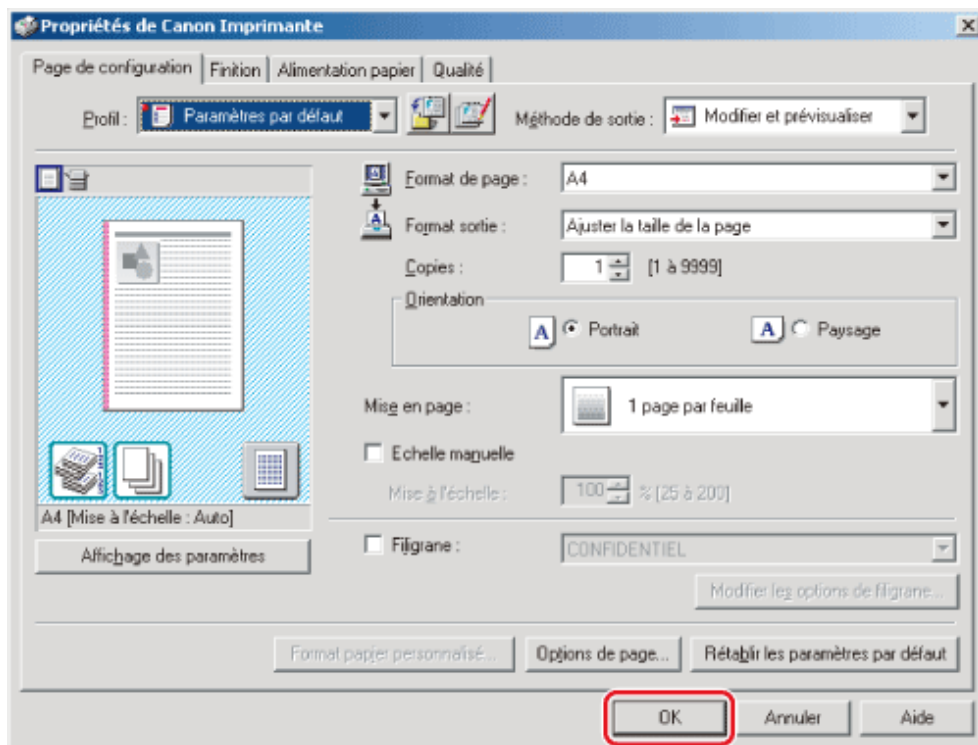 Propriétés de Canon Imprimante
Page de configuration Finition Alimentation papier Qualité
Profil : Paramètres par défaut Méthode de sortie : Modifier et prévisualiser
Format de page : A4
Format sortie : Ajuster la taille de la page
Copies : 1 [1 à 9999]
Orientation
A Portrait A Paysage
Mise en page : 1 page par feuille
Echelle manuelle
Mise à l'échelle : 100 % [25 à 200]
A4 [Mise à l'échelle : Auto]
Affichage des paramètres
Filigrane : CONFIDENTIEL
Modifier les options de filigrane...
Format papier personnalisé... Options de page... Rétablir les paramètres par défaut
OK Annuler Aide